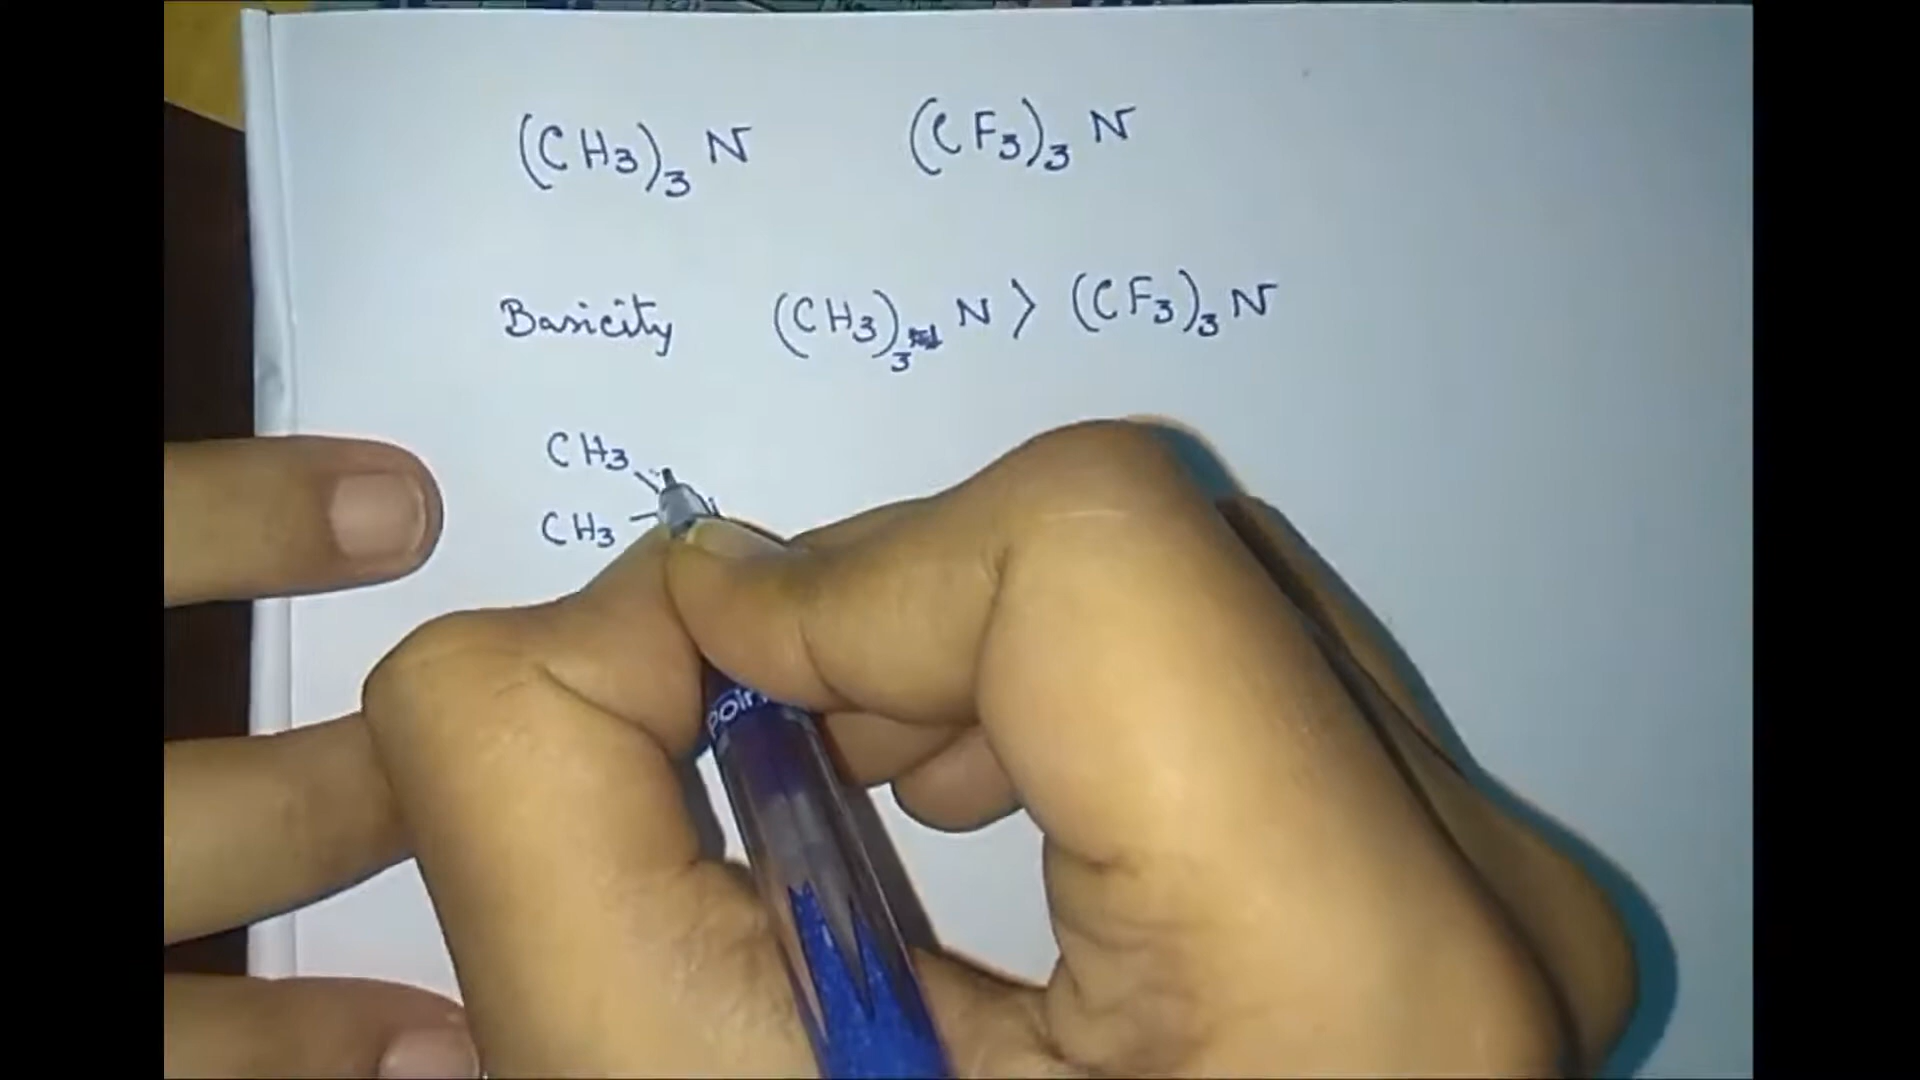 (CH3)3 N (CF3)3 N
Basicity (CH3)3 N > (CF3)3 N
CH3
CH3